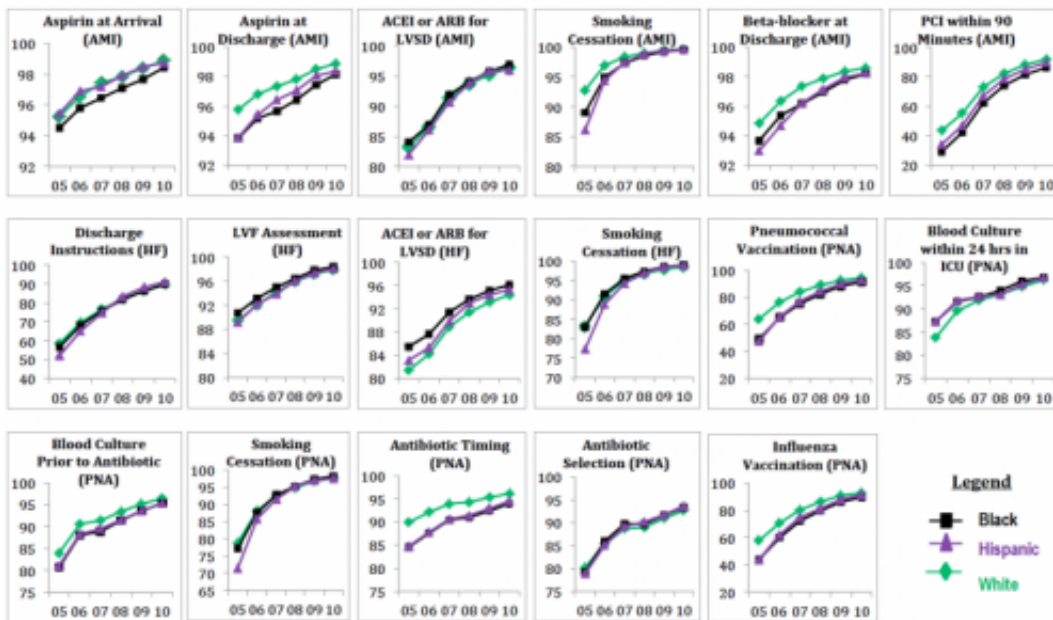 Aspirin at Arrival
(AMI)
100
98
96
94
92
05 06 07 08 09 10
Aspirin at
Discharge (AMI)
100
98
96
94
92
05 06 07 08 09 10
ACEI or ARB for
LVSD (AMI)
100
95
90
85
80
05 06 07 08 09 10
Smoking
Cessation (AMI)
100
95
90
85
80
05 06 07 08 09 10
Beta-blocker at
Discharge (AMI)
100
98
96
94
92
05 06 07 08 09 10
PCI within 90
Minutes (AMI)
100
80
60
40
20
05 06 07 08 09 10
Discharge
Instructions (HF)
100
90
80
70
60
50
40
05 06 07 08 09 10
LVF Assessment
(HF)
100
96
92
88
84
80
05 06 07 08 09 10
ACEI or ARB for
LVSD (HF)
100
96
92
88
84
80
05 06 07 08 09 10
Smoking
Cessation (HF)
100
95
90
85
80
75
70
05 06 07 08 09 10
Pneumococcal
Vaccination (PNA)
100
80
60
40
20
05 06 07 08 09 10
Blood Culture
within 24 hrs in
ICU (PNA)
100
95
90
85
80
75
05 06 07 08 09 10
Blood Culture
Prior to Antibiotic
(PNA)
100
95
90
85
80
75
05 06 07 08 09 10
Smoking
Cessation (PNA)
100
95
90
85
80
75
70
65
05 06 07 08 09 10
Antibiotic Timing
(PNA)
100
95
90
85
80
75
05 06 07 08 09 10
Antibiotic
Selection (PNA)
100
95
90
85
80
75
05 06 07 08 09 10
Influenza
Vaccination (PNA)
100
80
60
40
20
05 06 07 08 09 10
Legend
Black
Hispanic
White